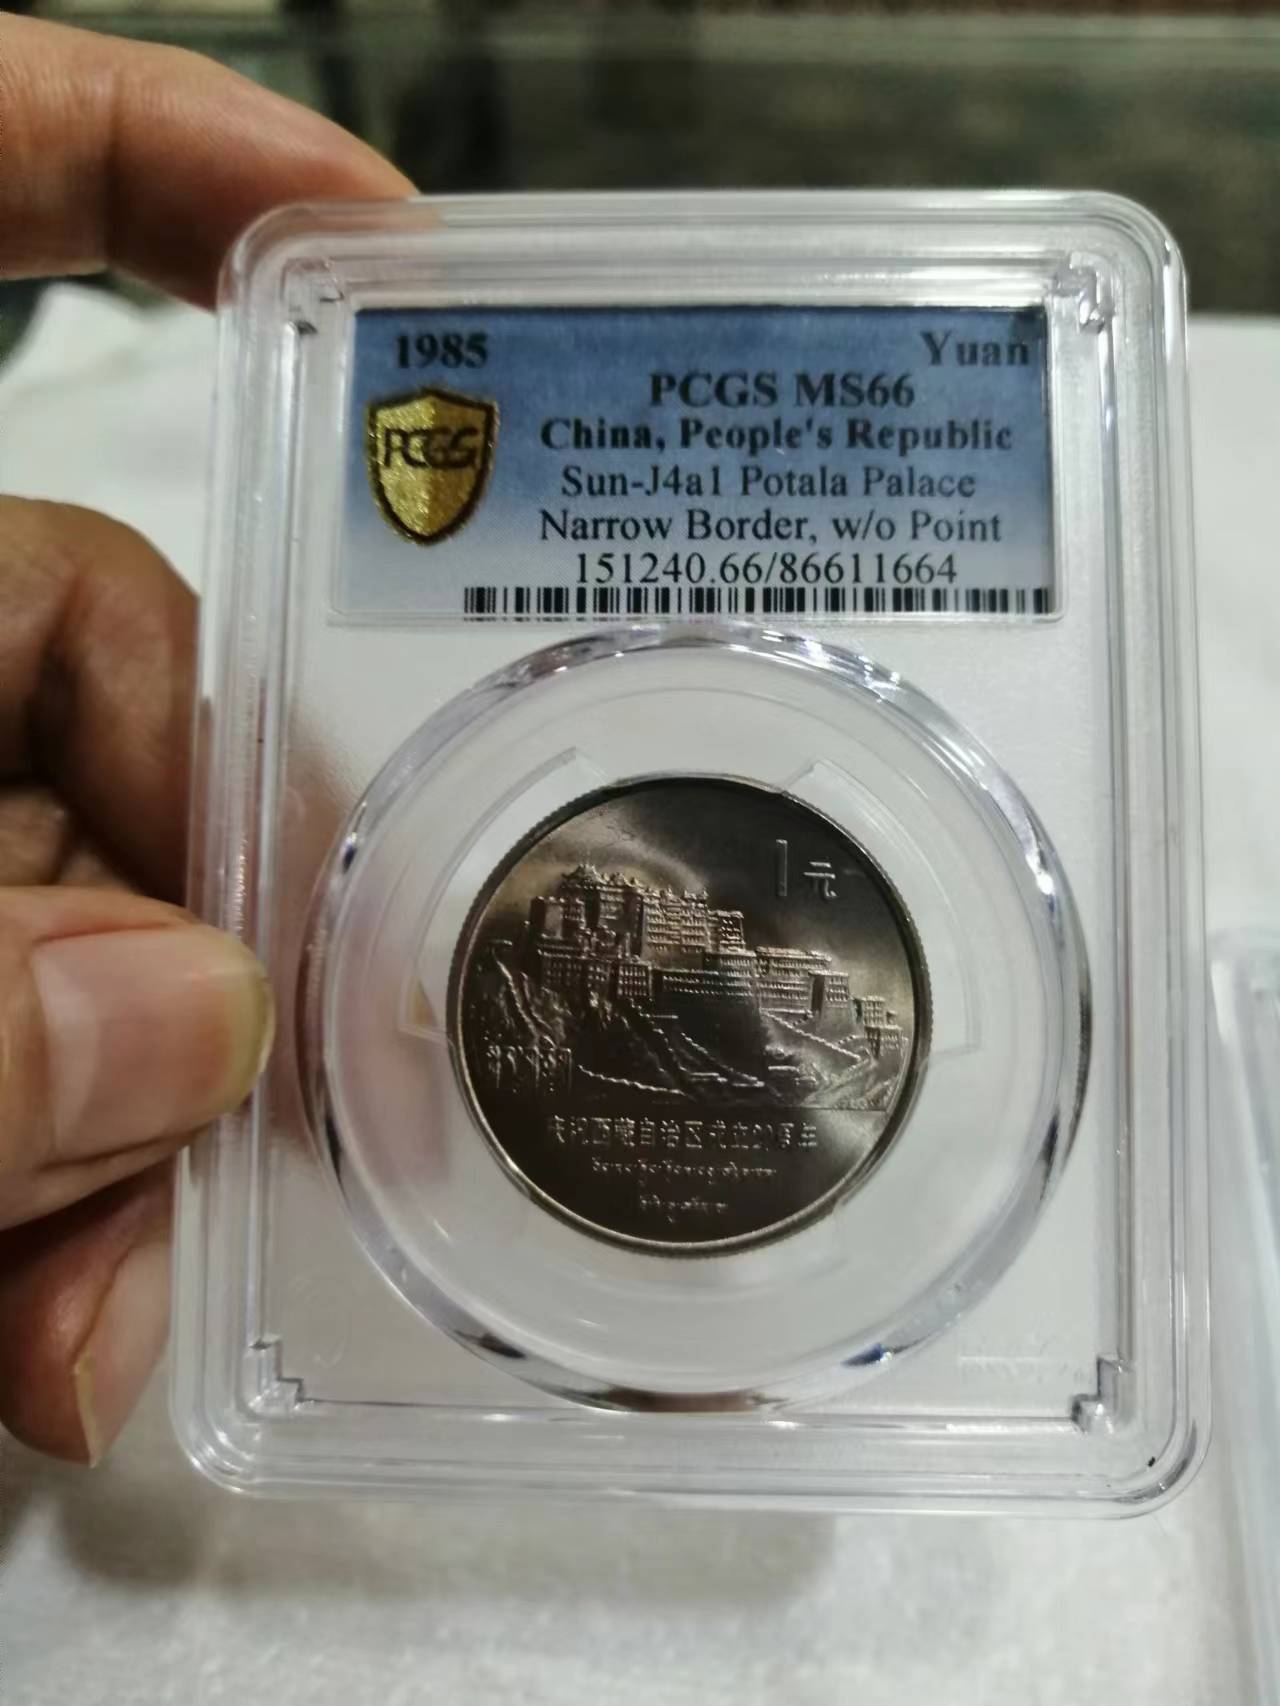 1985 Yuan
PCGS MS66
PCGS
China, People's Republic
Sun-J4a1 Potala Palace
Narrow Border, w/o Point
151240.66/86611664
1元
庆祝西藏自治区成立20周年